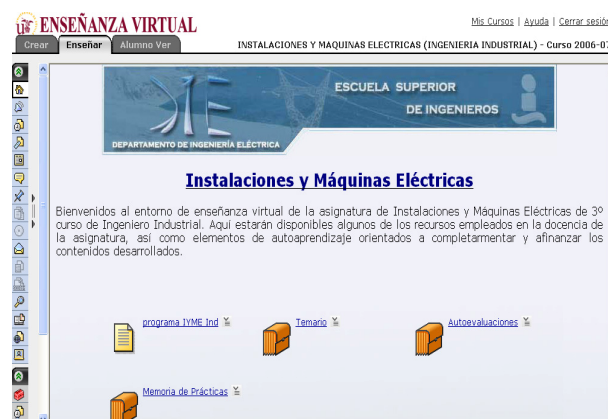 ENSEÑANZA VIRTUAL
Mis Cursos | Ayuda | Cerrar sesión
Crear Enseñar Alumno Ver
INSTALACIONES Y MAQUINAS ELECTRICAS (INGENIERIA INDUSTRIAL) - Curso 2006-07
ESCUELA SUPERIOR
DE INGENIEROS
DEPARTAMENTO DE INGENIERÍA ELÉCTRICA
Instalaciones y Máquinas Eléctricas
Bienvenidos al entorno de enseñanza virtual de la asignatura de Instalaciones y Máquinas Eléctricas de 3º
curso de Ingeniero Industrial. Aquí estarán disponibles algunos de los recursos empleados en la docencia de
la asignatura, así como elementos de autoaprendizaje orientados a completarmentar y afinanzar los
contenidos desarrollados.
programa IYME Ind
Temario
Autoevaluaciones
Memoria de Prácticas